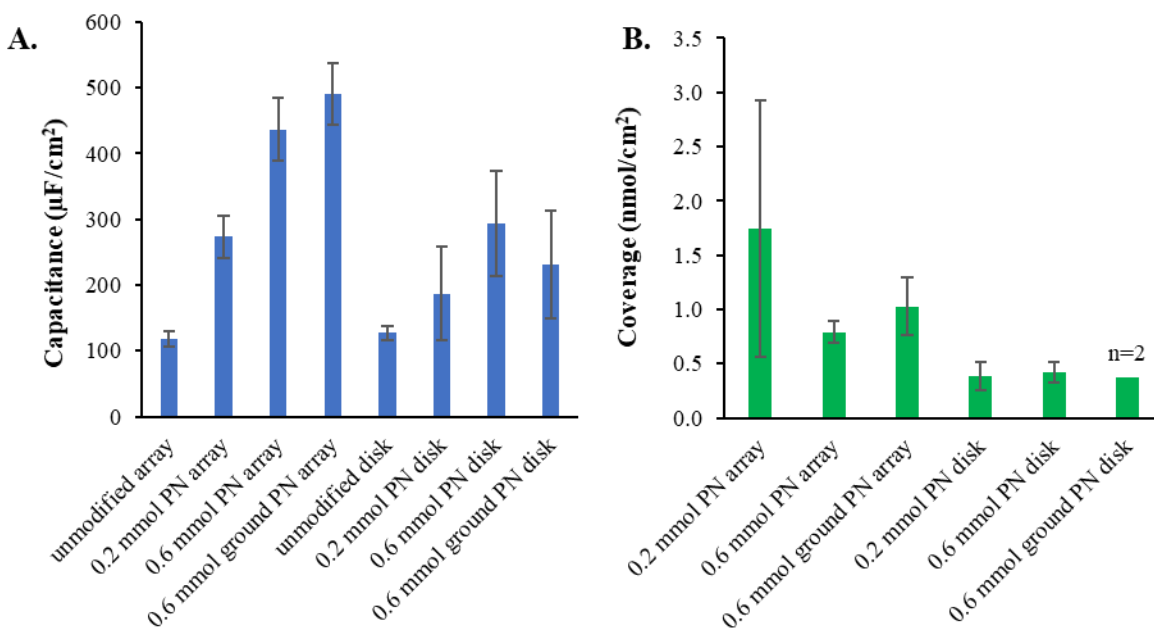 A.
Capacitance (µF/cm²)
600
500
400
300
200
100
0
unmodified array
0.2 mmol PN array
0.6 mmol PN array
0.6 mmol ground PN array
unmodified disk
0.2 mmol PN disk
0.6 mmol PN disk
0.6 mmol ground PN disk
B.
Coverage (nmol/cm²)
3.5
3.0
2.5
2.0
1.5
1.0
0.5
0.0
n=2
0.2 mmol PN array
0.6 mmol PN array
0.6 mmol ground PN array
0.2 mmol PN disk
0.6 mmol PN disk
0.6 mmol ground PN disk